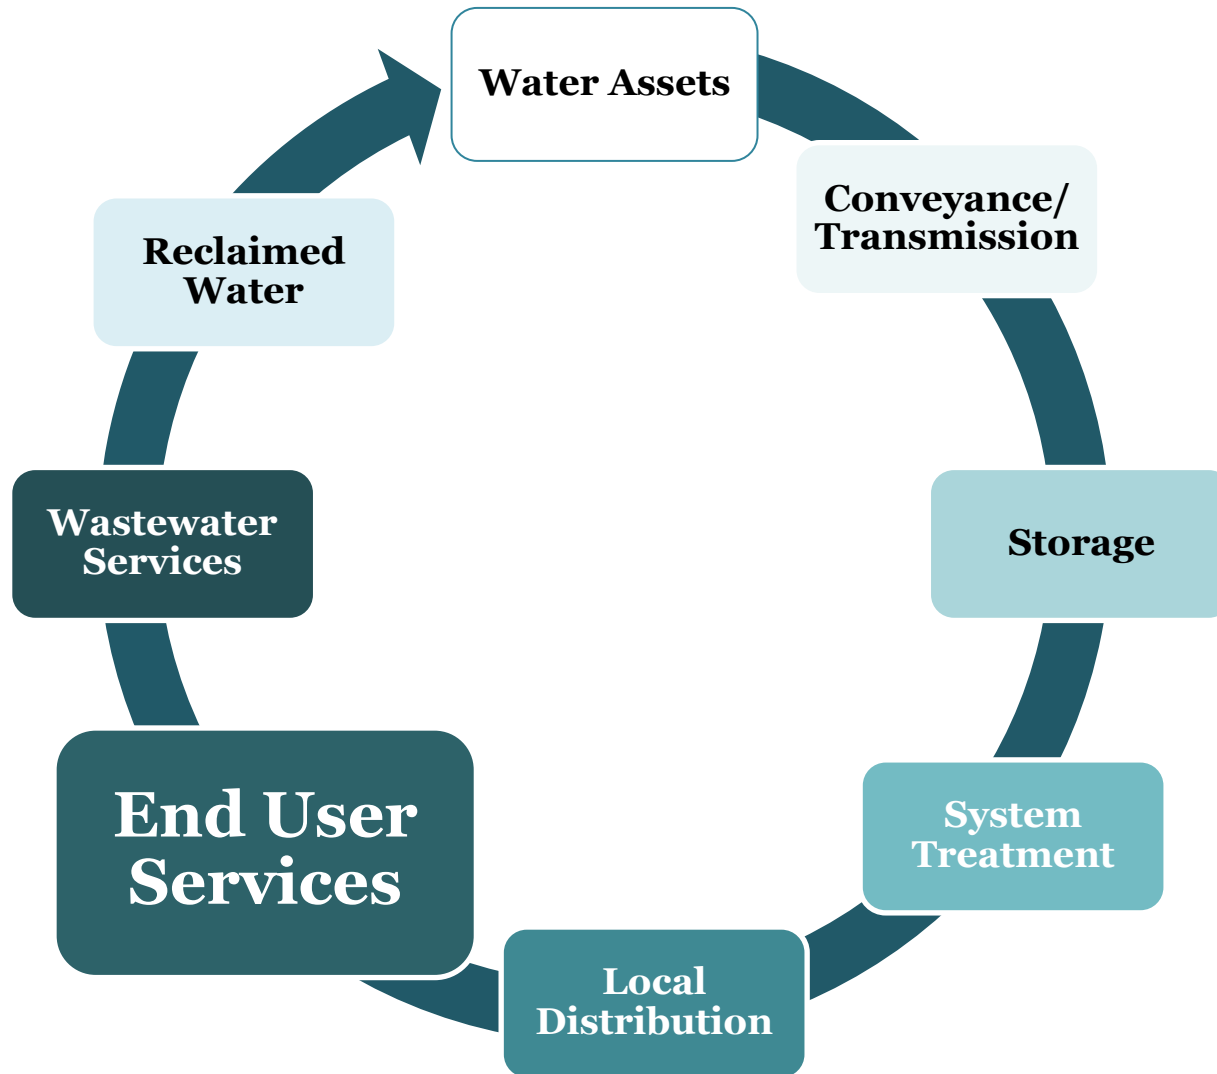 Water Assets
Conveyance/
Transmission
Storage
System
Treatment
Local
Distribution
End User
Services
Wastewater
Services
Reclaimed
Water